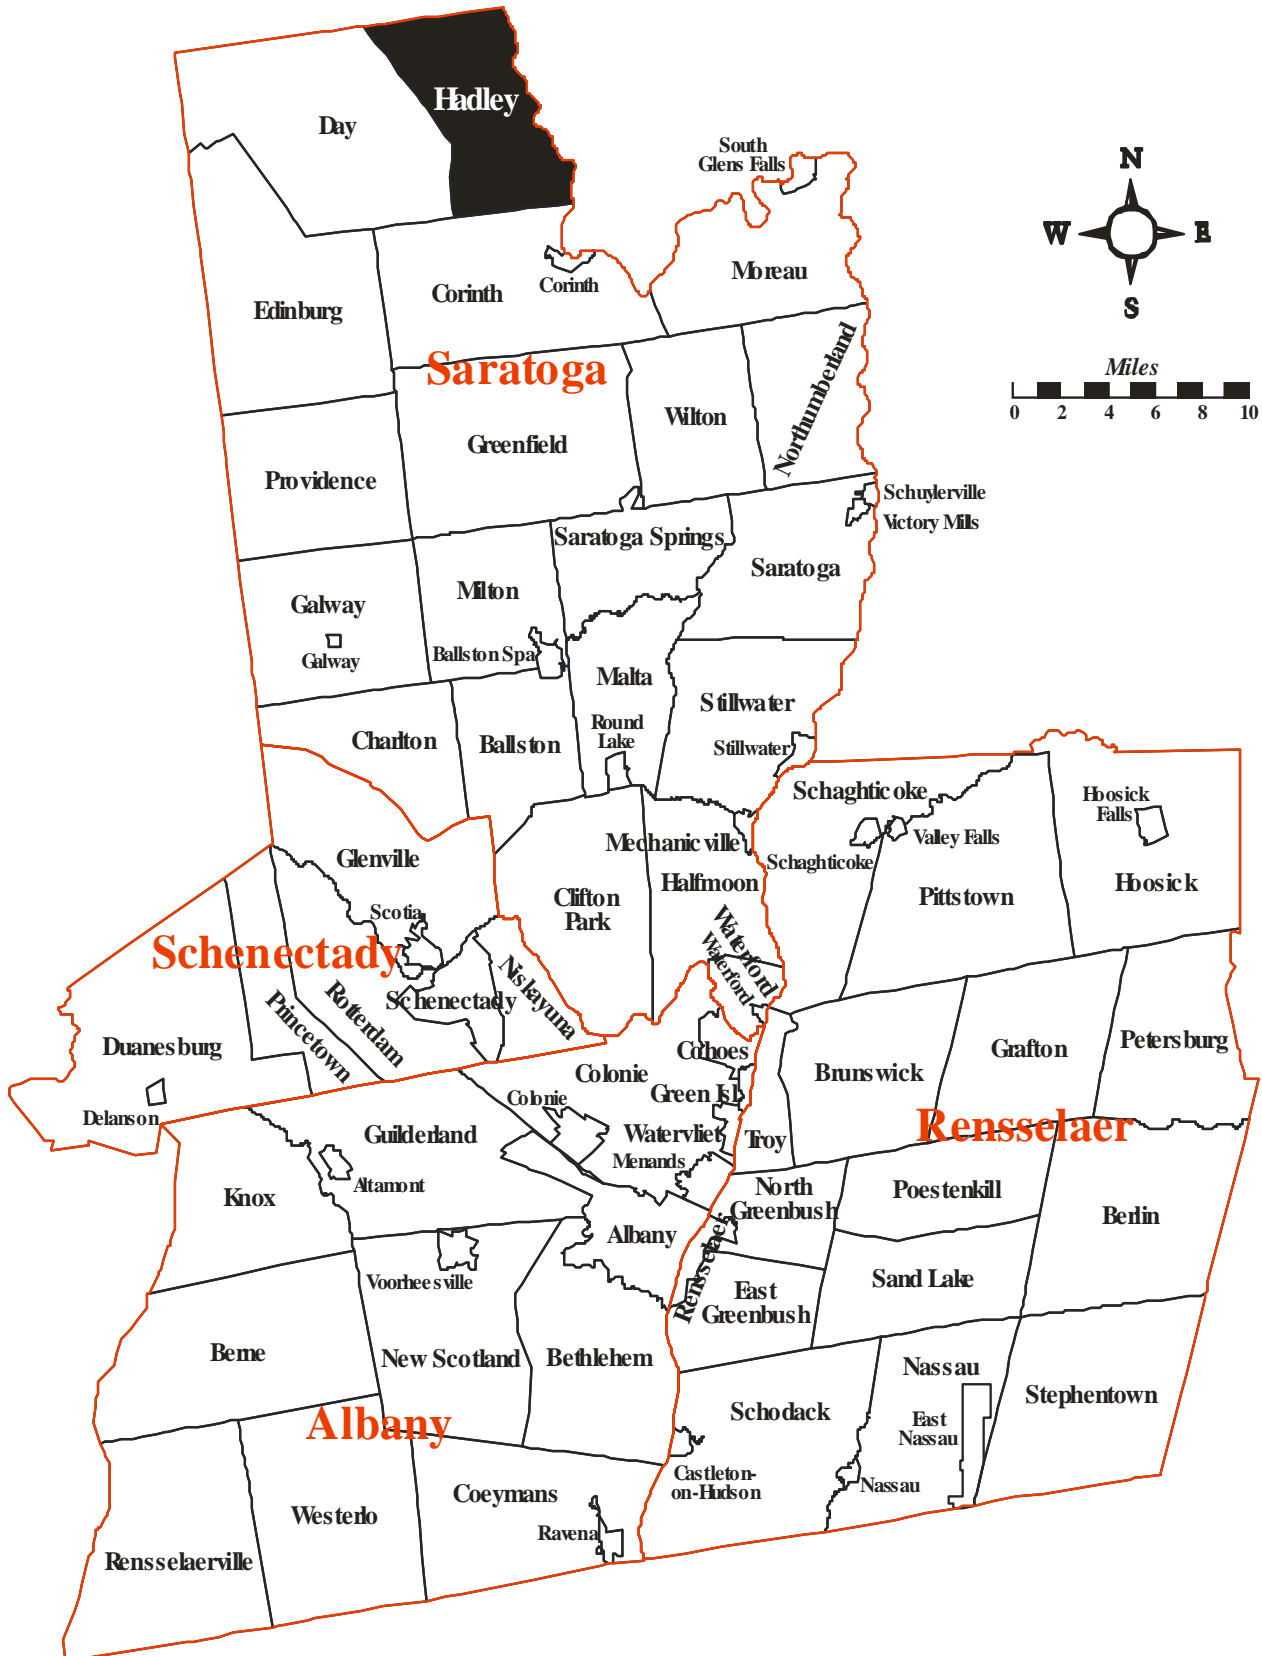 Hadley
Day
South
Glens Falls
N
W
E
S
Moreau
Corinth
Corinth
Edinburg
Saratoga
Miles
0 2 4 6 8 10
Northumberland
Wilton
Greenfield
Providence
Schuylerville
Victory Mills
Saratoga Springs
Saratoga
Milton
Galway
Galway
Ballston Spa
Malta
Stillwater
Round
Lake
Stillwater
Charlton
Ballston
Schaghticoke
Hoosick
Falls
Mechanicville
Valley Falls
Schaghticoke
Glenville
Halfmoon
Hoosick
Pittstown
Clifton
Park
Scotia
Waterford
Waterford
Schenectady
Niskayuna
Schenectady
Rotterdam
Princetown
Duanesburg
Delanson
Cohoes
Colonie
Green Isl.
Colonie
Brunswick
Grafton
Petersburg
Rensselaer
Guilderland
Watervliet
Troy
Menands
Altamont
Knox
North
Greenbush
Poestenkill
Berlin
Albany
Rensselaer
Voorheesville
Sand Lake
East
Greenbush
Berne
New Scotland
Bethlehem
Nassau
Stephentown
Albany
Schodack
East
Nassau
Castleton-
on-Hudson
Nassau
Coeymans
Westerlo
Ravena
Rensselaerville